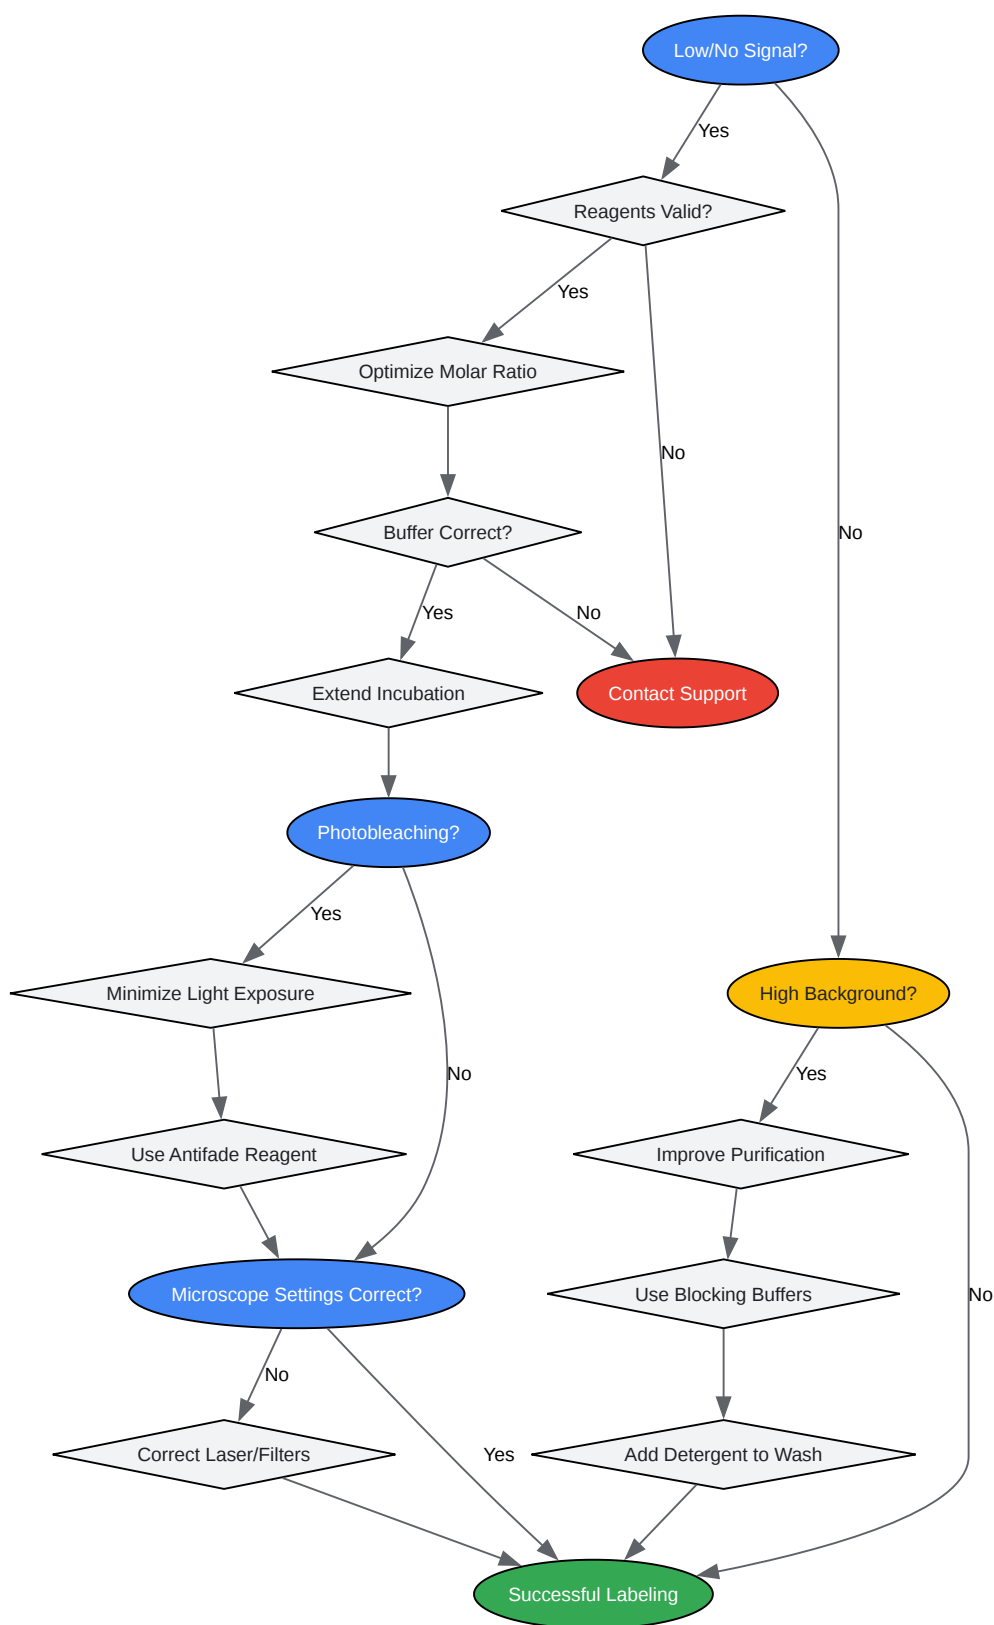 Low/No Signal?
Yes
Reagents Valid?
Yes
Optimize Molar Ratio
No
Buffer Correct?
No
Yes
No
Extend Incubation
Contact Support
Photobleaching?
Yes
Minimize Light Exposure
High Background?
No
Yes
Use Antifade Reagent
Improve Purification
Microscope Settings Correct?
Use Blocking Buffers
No
No
Correct Laser/Filters
Yes
Add Detergent to Wash
Successful Labeling